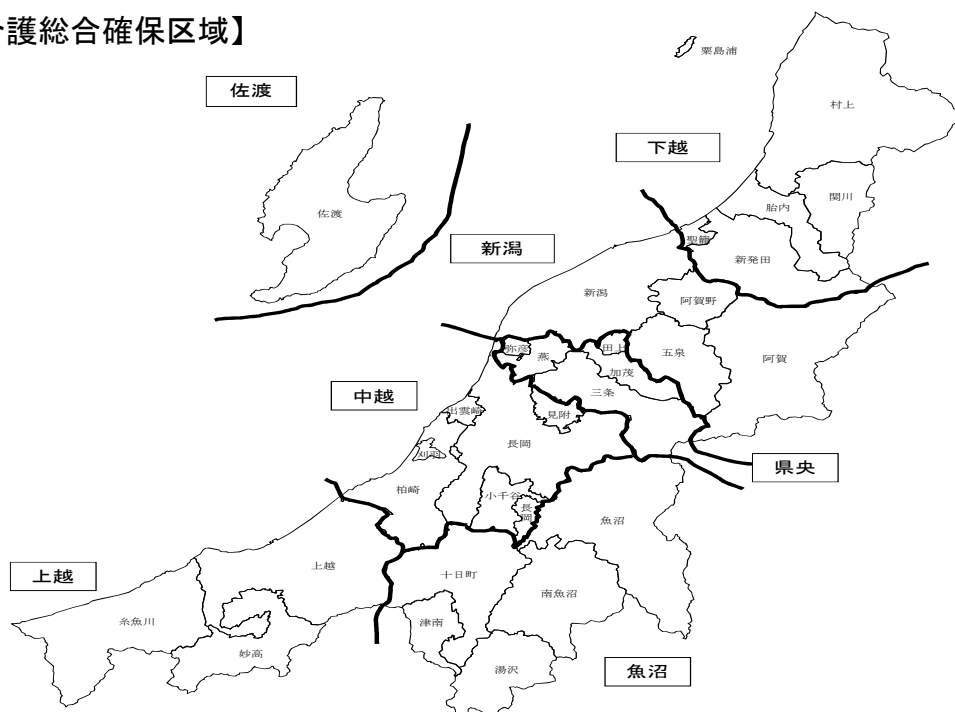 護総合確保区域】
粟島浦
佐渡
村上
下越
関川
胎内
佐渡
聖籠
新潟
新発田
新潟
阿賀野
弥彦
燕
田上
五泉
阿賀
加茂
三条
中越
出雲崎
見附
長岡
刈羽
県央
柏崎
小千谷
長岡
魚沼
上越
上越
十日町
南魚沼
糸魚川
津南
妙高
湯沢
魚沼